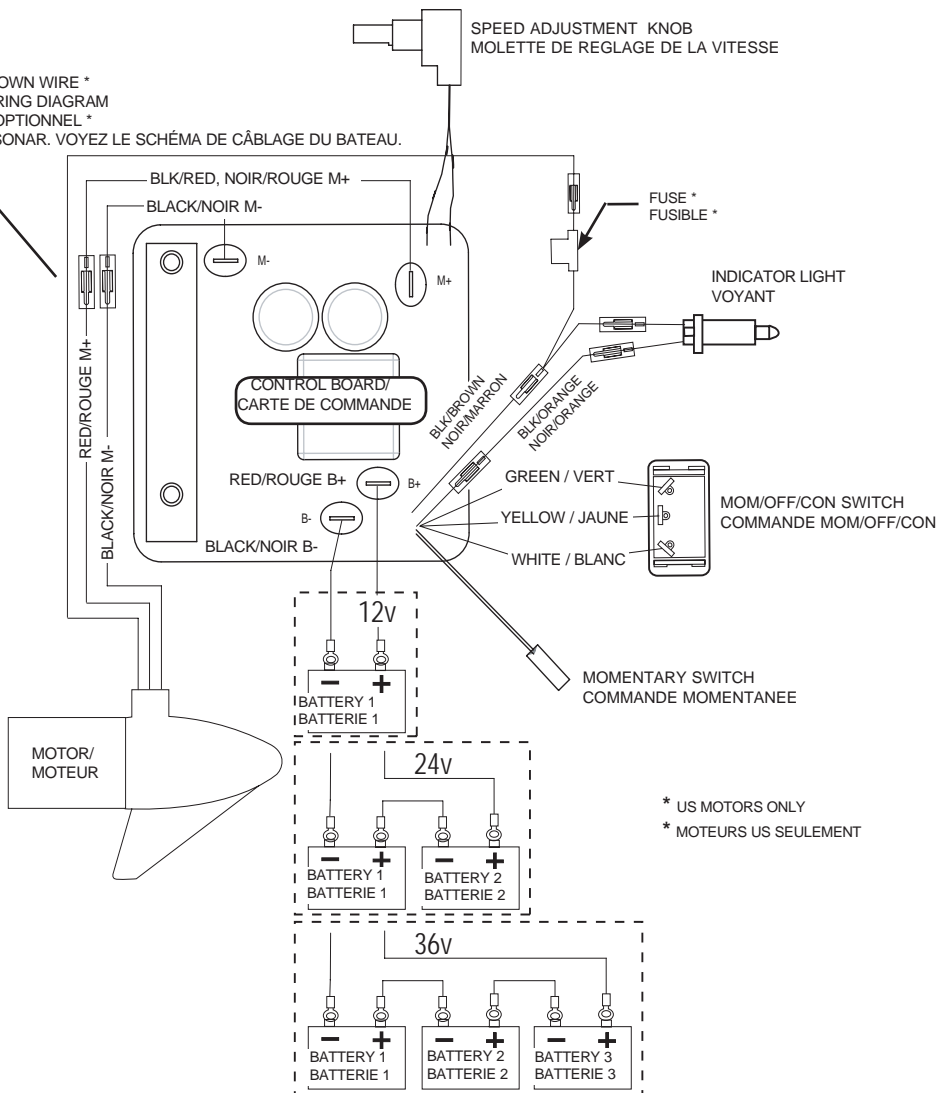 SPEED ADJUSTMENT KNOB
MOLETTE DE REGLAGE DE LA VITESSE
OWN WIRE *
RING DIAGRAM
OPTIONNEL *
SONAR. VOYEZ LE SCHÉMA DE CÂBLAGE DU BATEAU.
BLK/RED, NOIR/ROUGE M+
BLACK/NOIR M-
FUSE *
FUSIBLE *
M-
M+
INDICATOR LIGHT
VOYANT
RED/ROUGE M+
BLACK/NOIR M-
CONTROL BOARD/
CARTE DE COMMANDE
BLK/BROWN
NOIR/MARRON
BLK/ORANGE
NOIR/ORANGE
RED/ROUGE B+
B+
B-
BLACK/NOIR B-
GREEN / VERT
YELLOW / JAUNE
WHITE / BLANC
MOM/OFF/CON SWITCH
COMMANDE MOM/OFF/CON
12v
BATTERY 1
BATTERIE 1
MOMENTARY SWITCH
COMMANDE MOMENTANEE
MOTOR/
MOTEUR
24v
BATTERY 1
BATTERIE 1
BATTERY 2
BATTERIE 2
* US MOTORS ONLY
* MOTEURS US SEULEMENT
36v
BATTERY 1
BATTERIE 1
BATTERY 2
BATTERIE 2
BATTERY 3
BATTERIE 3